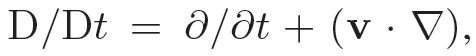 D/Dt = ∂/∂t + (v · ∇),